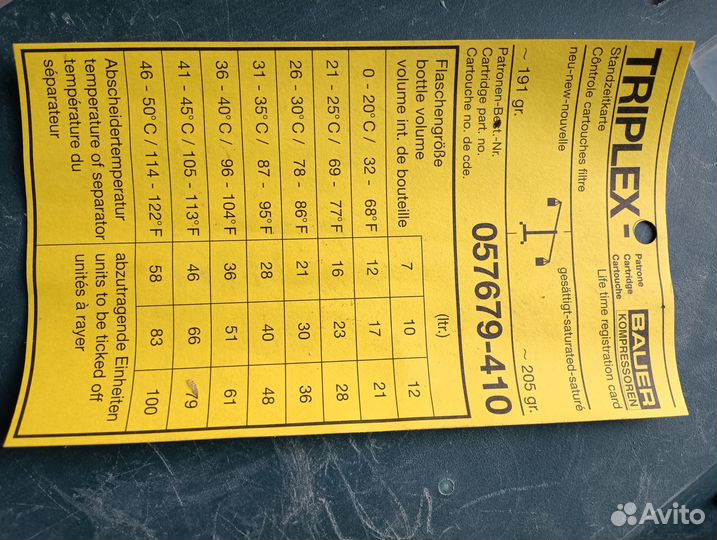 TRIPLEX-
Patrone
Cartridge
Cartouche
BAUER
KOMPRESSOREN
Standzeitkarte
Life time registration card
Côntrole cartouches filtre
neu-new-nouvelle
gesättigt-saturated-saturé
~ 191 gr.
~ 205 gr.
Patronen-Best.-Nr.
Cartridge part. no.
Cartouche no. de cde.
057679-410
Flaschengröße
bottle volume
volume int. de bouteille
(ltr.)
7 10 12
0 - 20°C / 32 - 68°F 12 17 21
21 - 25°C / 69 - 77°F 16 23 28
26 - 30°C / 78 - 86°F 21 30 36
31 - 35°C / 87 - 95°F 28 40 48
36 - 40°C / 96 - 104°F 36 51 61
41 - 45°C / 105 - 113°F 46 66 79
46 - 50°C / 114 - 122°F 58 83 100
Abscheidertemperatur
temperature of separator
température du
séparateur
abzutragende Einheiten
units to be ticked off
unités à rayer
Avito